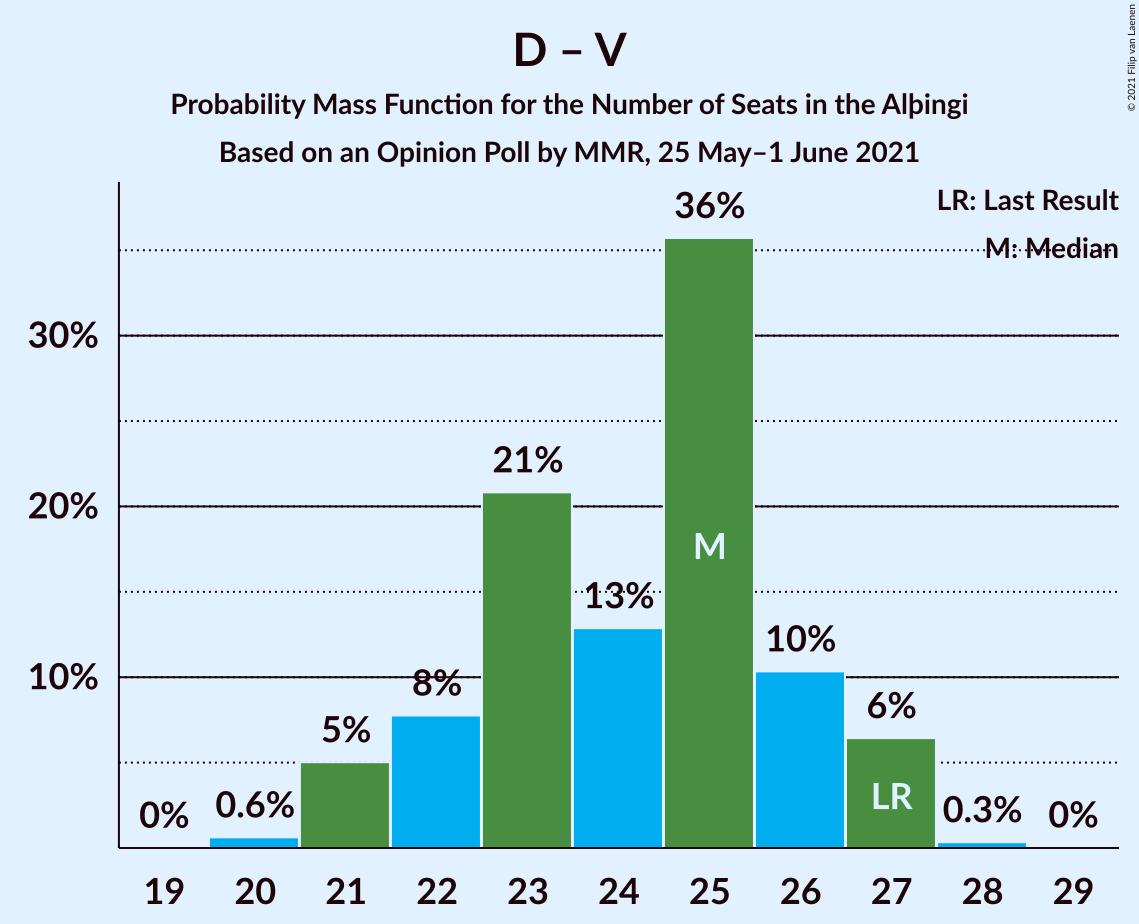 D – V
Probability Mass Function for the Number of Seats in the Alþingi
Based on an Opinion Poll by MMR, 25 May–1 June 2021
© 2021 Filip van Laenen
LR: Last Result
M: Median
30%
20%
10%
0%
0.6%
5%
8%
21%
13%
36%
10%
6%
0.3%
0%
M
LR
19 20 21 22 23 24 25 26 27 28 29